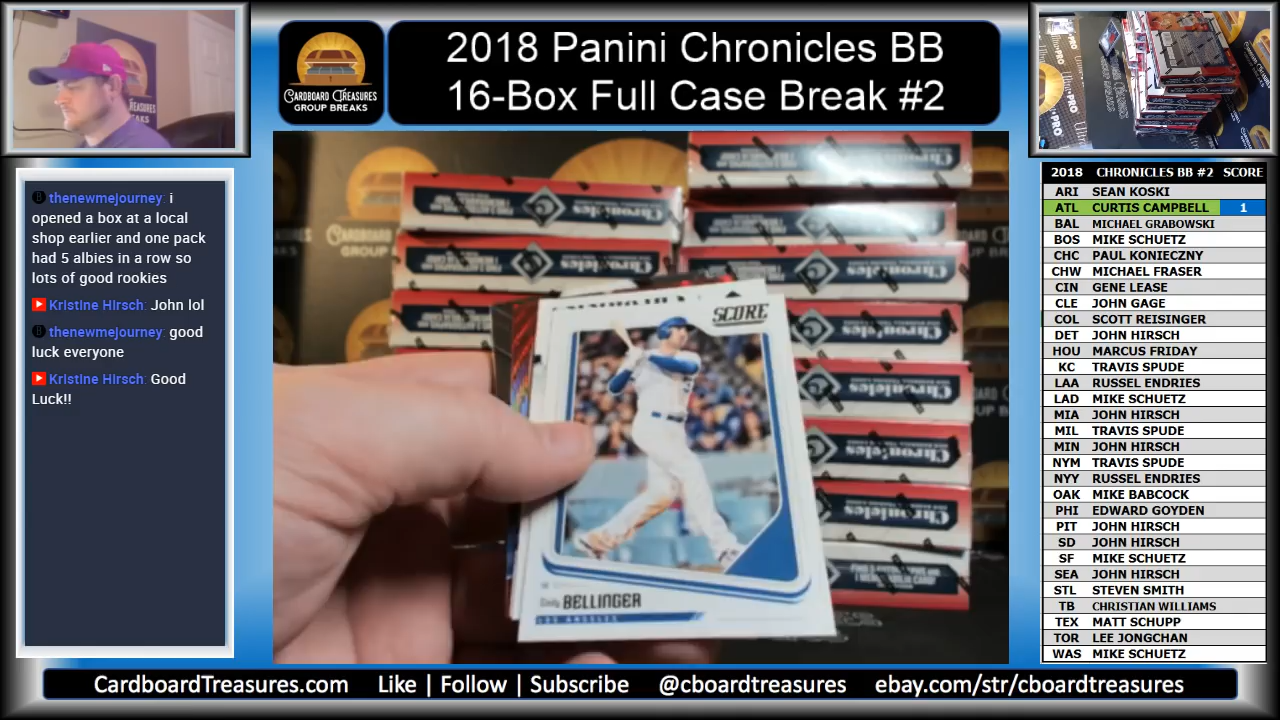 CARDBOARD TREASURES
GROUP BREAKS
2018 Panini Chronicles BB
16-Box Full Case Break #2
thenewmejourney: i
opened a box at a local
shop earlier and one pack
had 5 albies in a row so
lots of good rookies
Kristine Hirsch: John lol
thenewmejourney: good
luck everyone
Kristine Hirsch: Good
Luck!!
SCORE
Cody BELLINGER
LOS ANGELES
Chronicles
Chronicles
Chronicles
Chronicles
Chronicles
Chronicles
Chronicles
2018 CHRONICLES BB #2 SCORE
ARI SEAN KOSKI
ATL CURTIS CAMPBELL 1
BAL MICHAEL GRABOWSKI
BOS MIKE SCHUETZ
CHC PAUL KONIECZNY
CHW MICHAEL FRASER
CIN GENE LEASE
CLE JOHN GAGE
COL SCOTT REISINGER
DET JOHN HIRSCH
HOU MARCUS FRIDAY
KC TRAVIS SPUDE
LAA RUSSEL ENDRIES
LAD MIKE SCHUETZ
MIA JOHN HIRSCH
MIL TRAVIS SPUDE
MIN JOHN HIRSCH
NYM TRAVIS SPUDE
NYY RUSSEL ENDRIES
OAK MIKE BABCOCK
PHI EDWARD GOYDEN
PIT JOHN HIRSCH
SD JOHN HIRSCH
SF MIKE SCHUETZ
SEA JOHN HIRSCH
STL STEVEN SMITH
TB CHRISTIAN WILLIAMS
TEX MATT SCHUPP
TOR LEE JONGCHAN
WAS MIKE SCHUETZ
CardboardTreasures.com Like | Follow | Subscribe @cboardtreasures ebay.com/str/cboardtreasures